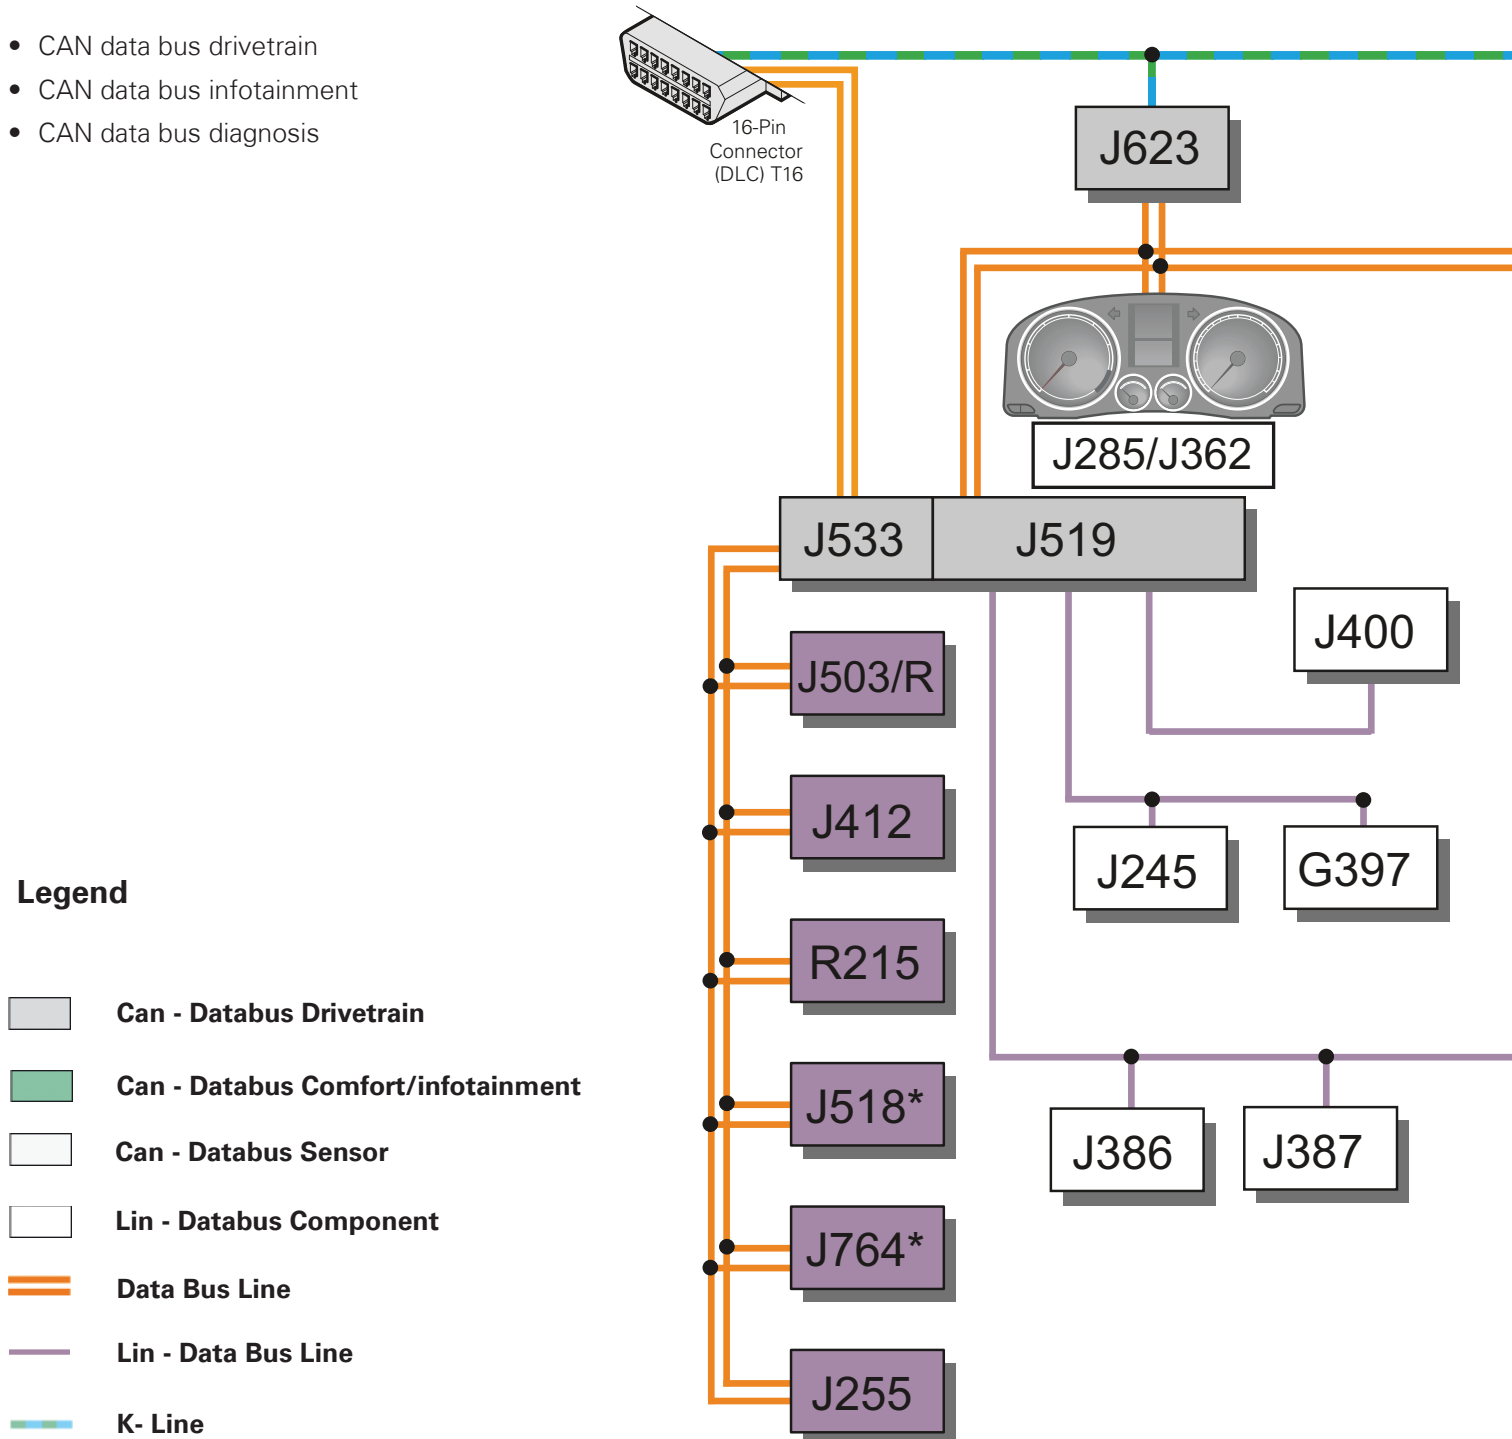 • CAN data bus drivetrain
• CAN data bus infotainment
• CAN data bus diagnosis
16-Pin
Connector
(DLC) T16
J623
J285/J362
J533
J519
J400
J503/R
J412
J245
G397
R215
J518*
J386
J387
J764*
J255
Legend
Can - Databus Drivetrain
Can - Databus Comfort/infotainment
Can - Databus Sensor
Lin - Databus Component
Data Bus Line
Lin - Data Bus Line
K- Line